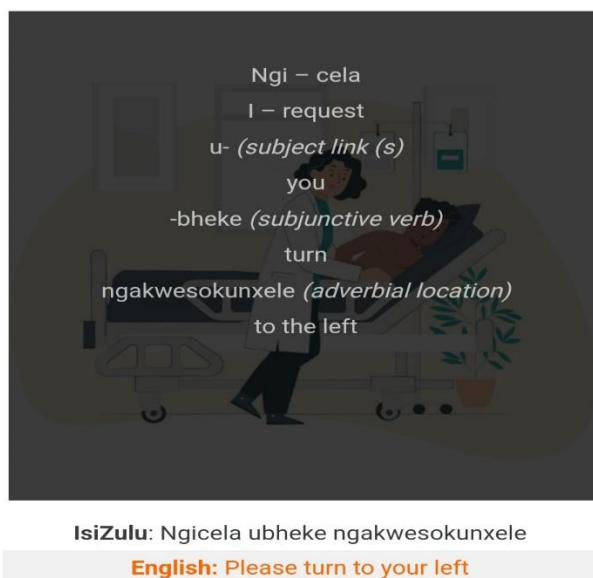 Ngi – cela
I – request
u- (subject link (s)
you
-bheke (subjunctive verb)
turn
ngakwesokunxele (adverbial location)
to the left
IsiZulu: Ngicela ubheke ngakwesokunxele
English: Please turn to your left